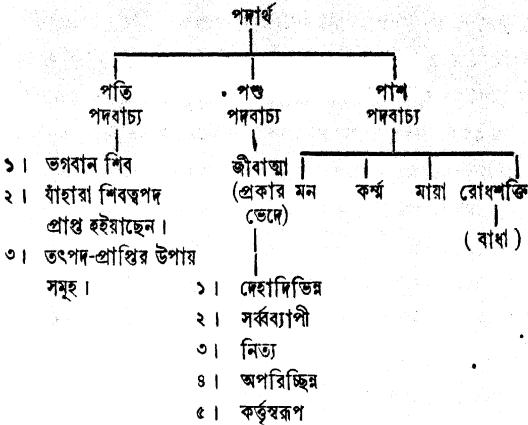 পদার্থ
পতি
পদবাচ্য
১। ভগবান শিব
২। যাঁহারা শিবত্বপদ
প্রাপ্ত হইয়াছেন।
৩। তৎপদ-প্রাপ্তির উপায়
সমূহ।
পশু
পদবাচ্য
জীবাত্মা
(প্রকার
ভেদে)
১। দেহাদিভিন্ন
২। সর্ব্বব্যাপী
৩। নিত্য
৪। অপরিচ্ছিন্ন
৫। কর্ত্তৃস্বরূপ
পাশ
পদবাচ্য
মন কর্ম্ম মায়া রোধশক্তি
(বাধা)